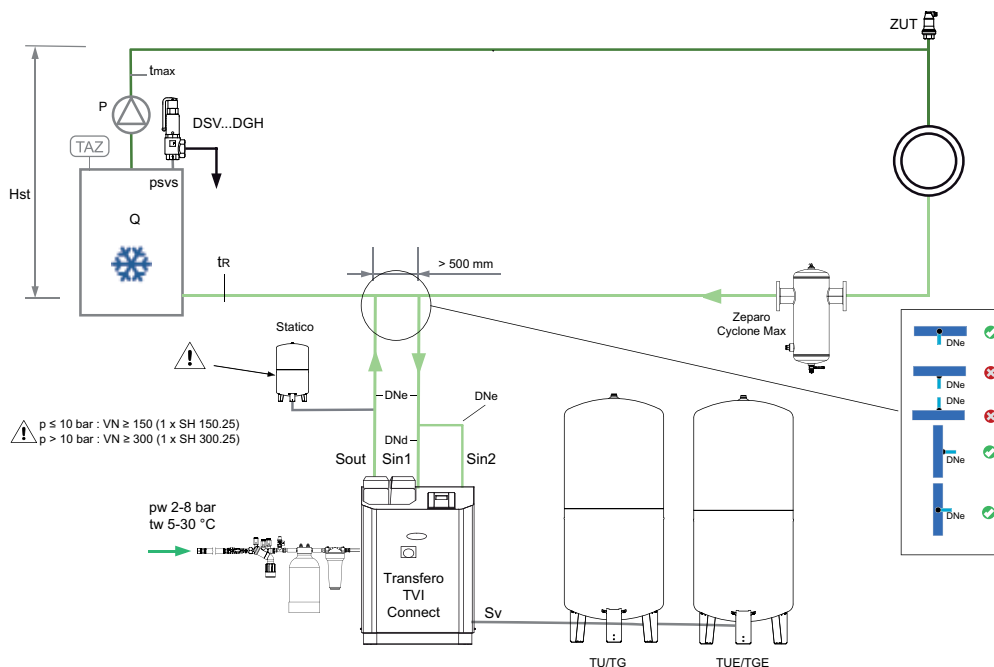 ZUT
tmax
P
DSV...DGH
TAZ
psvs
Hst
Q
tR
> 500 mm
Zeparo
Cyclone Max
Statico
DNe
DNe
DNd
Sout
Sin1
Sin2
p ≤ 10 bar : VN ≥ 150 (1 x SH 150.25)
p > 10 bar : VN ≥ 300 (1 x SH 300.25)
pw 2-8 bar
tw 5-30 °C
Transfero
TVI
Connect
Sv
TU/TG
TUE/TGE
DNe
DNe
DNe
DNe
DNe